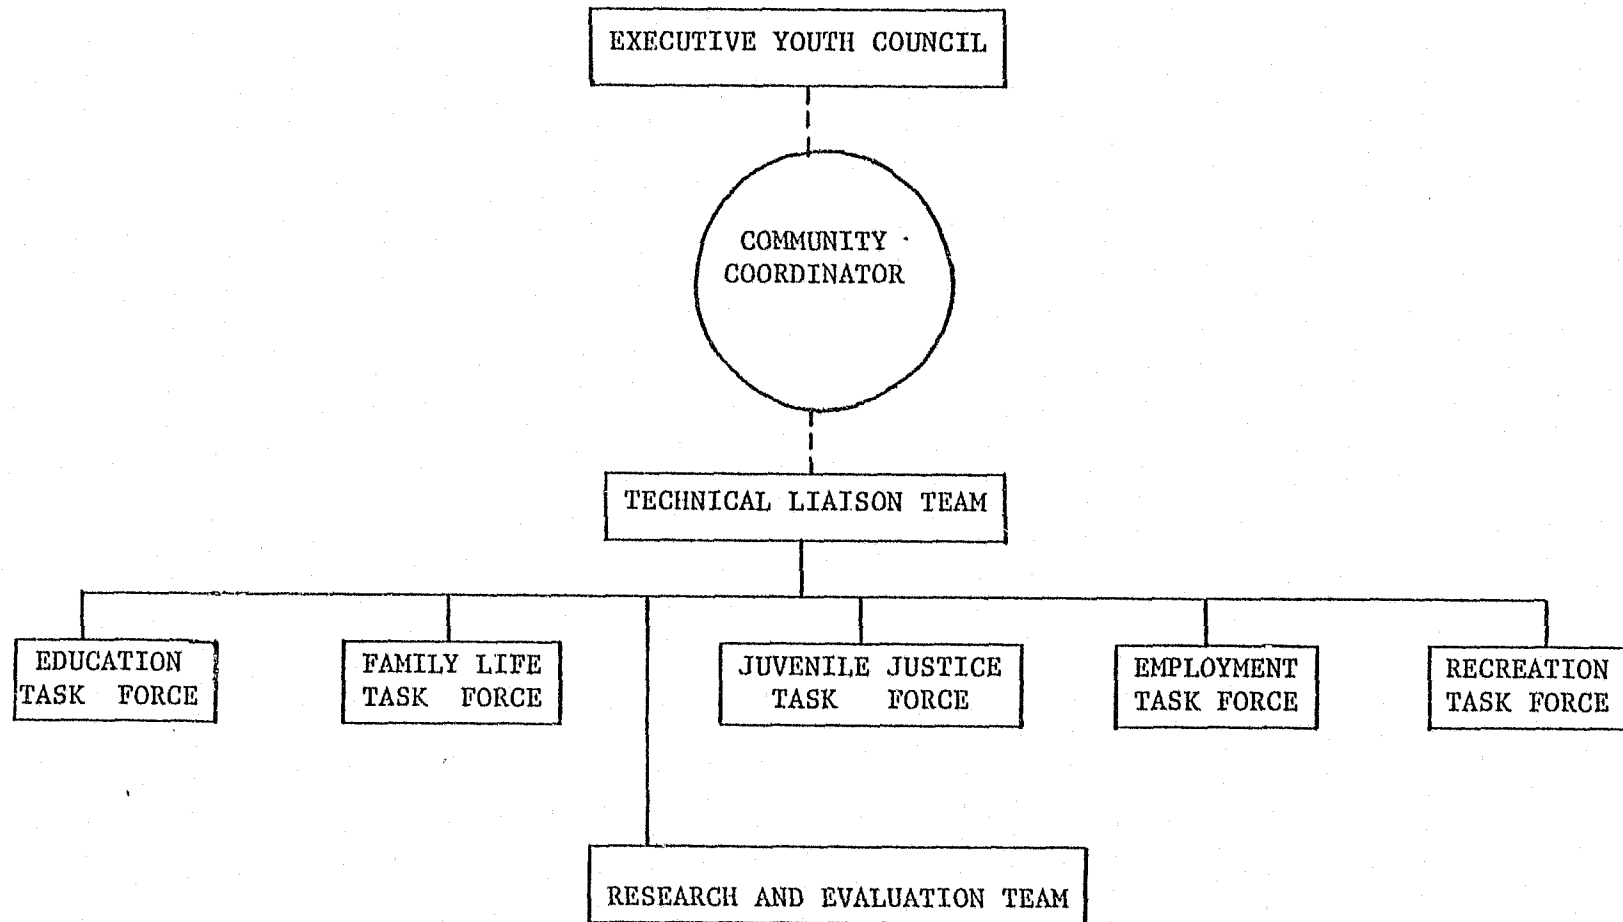 EXECUTIVE YOUTH COUNCIL
COMMUNITY
COORDINATOR
TECHNICAL LIAISON TEAM
EDUCATION
TASK FORCE
FAMILY LIFE
TASK FORCE
JUVENILE JUSTICE
TASK FORCE
EMPLOYMENT
TASK FORCE
RECREATION
TASK FORCE
RESEARCH AND EVALUATION TEAM